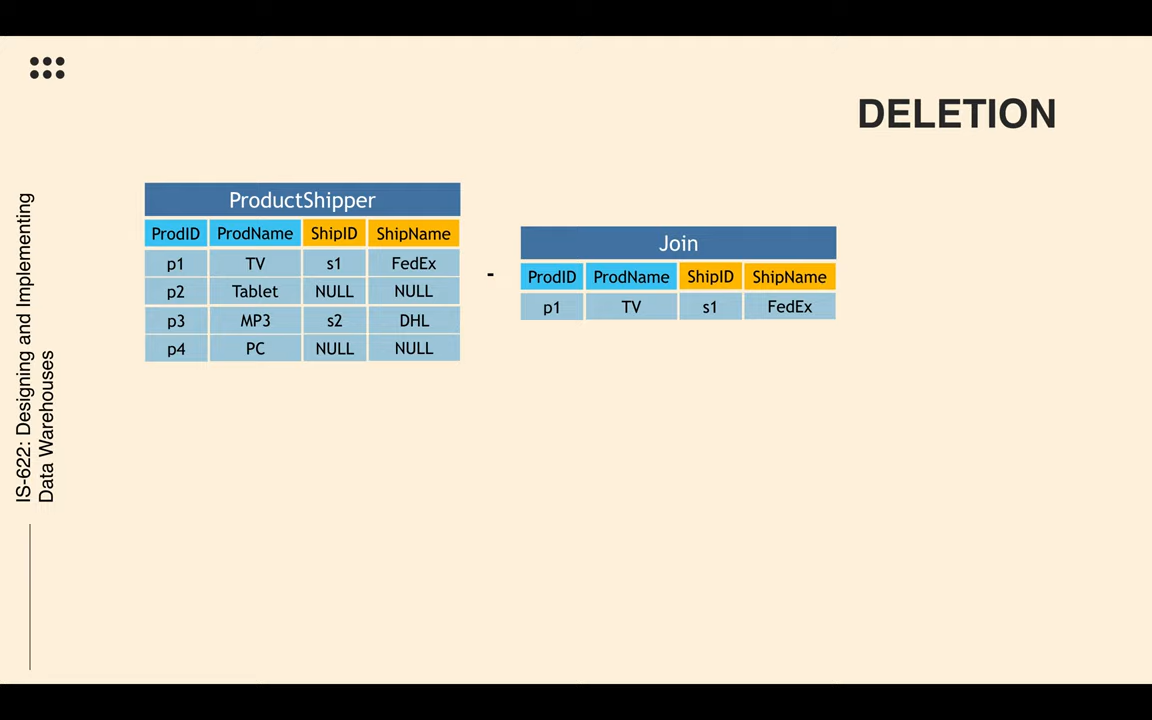 DELETION
IS-622: Designing and Implementing
Data Warehouses
ProductShipper
ProdID ProdName ShipID ShipName
p1 TV s1 FedEx
p2 Tablet NULL NULL
p3 MP3 s2 DHL
p4 PC NULL NULL
-
Join
ProdID ProdName ShipID ShipName
p1 TV s1 FedEx